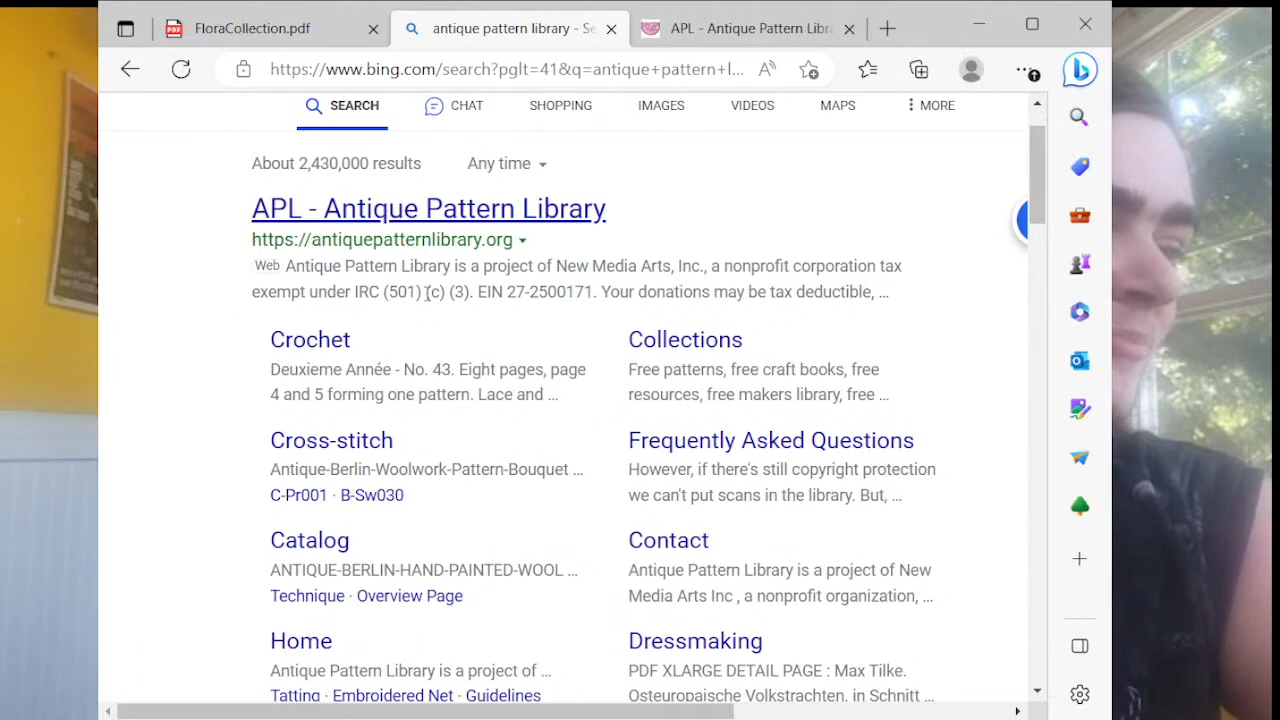 FloraCollection.pdf
antique pattern library - Se
APL - Antique Pattern Libra
https://www.bing.com/search?pglt=41&q=antique+pattern+l...
SEARCH CHAT SHOPPING IMAGES VIDEOS MAPS MORE
About 2,430,000 results Any time
APL - Antique Pattern Library
https://antiquepatternlibrary.org
Web Antique Pattern Library is a project of New Media Arts, Inc., a nonprofit corporation tax
exempt under IRC (501) (c) (3). EIN 27-2500171. Your donations may be tax deductible, ...
Crochet
Deuxieme Année - No. 43. Eight pages, page
4 and 5 forming one pattern. Lace and ...
Collections
Free patterns, free craft books, free
resources, free makers library, free ...
Cross-stitch
Antique-Berlin-Woolwork-Pattern-Bouquet ...
C-Pr001 · B-Sw030
Frequently Asked Questions
However, if there's still copyright protection
we can't put scans in the library. But, ...
Catalog
ANTIQUE-BERLIN-HAND-PAINTED-WOOL ...
Technique · Overview Page
Contact
Antique Pattern Library is a project of New
Media Arts Inc , a nonprofit organization, ...
Home
Antique Pattern Library is a project of ...
Tatting · Embroidered Net · Guidelines
Dressmaking
PDF XLARGE DETAIL PAGE : Max Tilke.
Osteuropaische Volkstrachten. in Schnitt ...